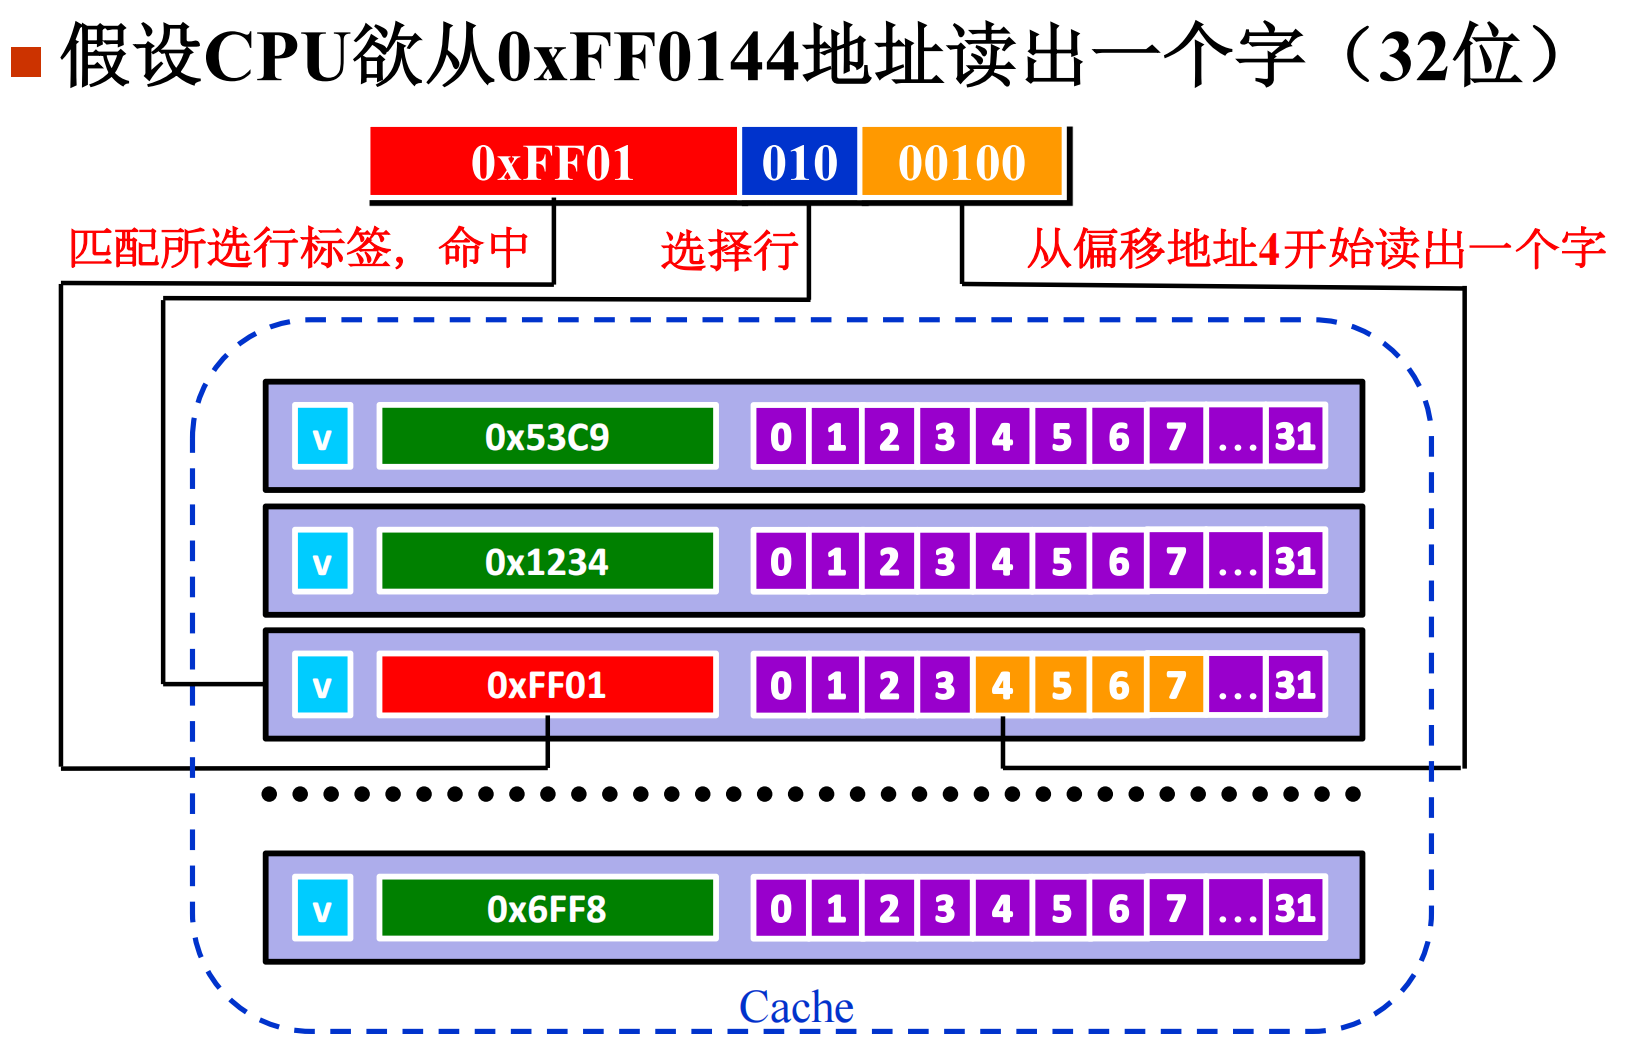 假设CPU欲从0xFF0144地址读出一个字（32位）
0xFF01 010 00100
匹配所选行标签，命中 选择行 从偏移地址4开始读出一个字
v 0x53C9 0 1 2 3 4 5 6 7 ... 31
v 0x1234 0 1 2 3 4 5 6 7 ... 31
v 0xFF01 0 1 2 3 4 5 6 7 ... 31
v 0x6FF8 0 1 2 3 4 5 6 7 ... 31
Cache